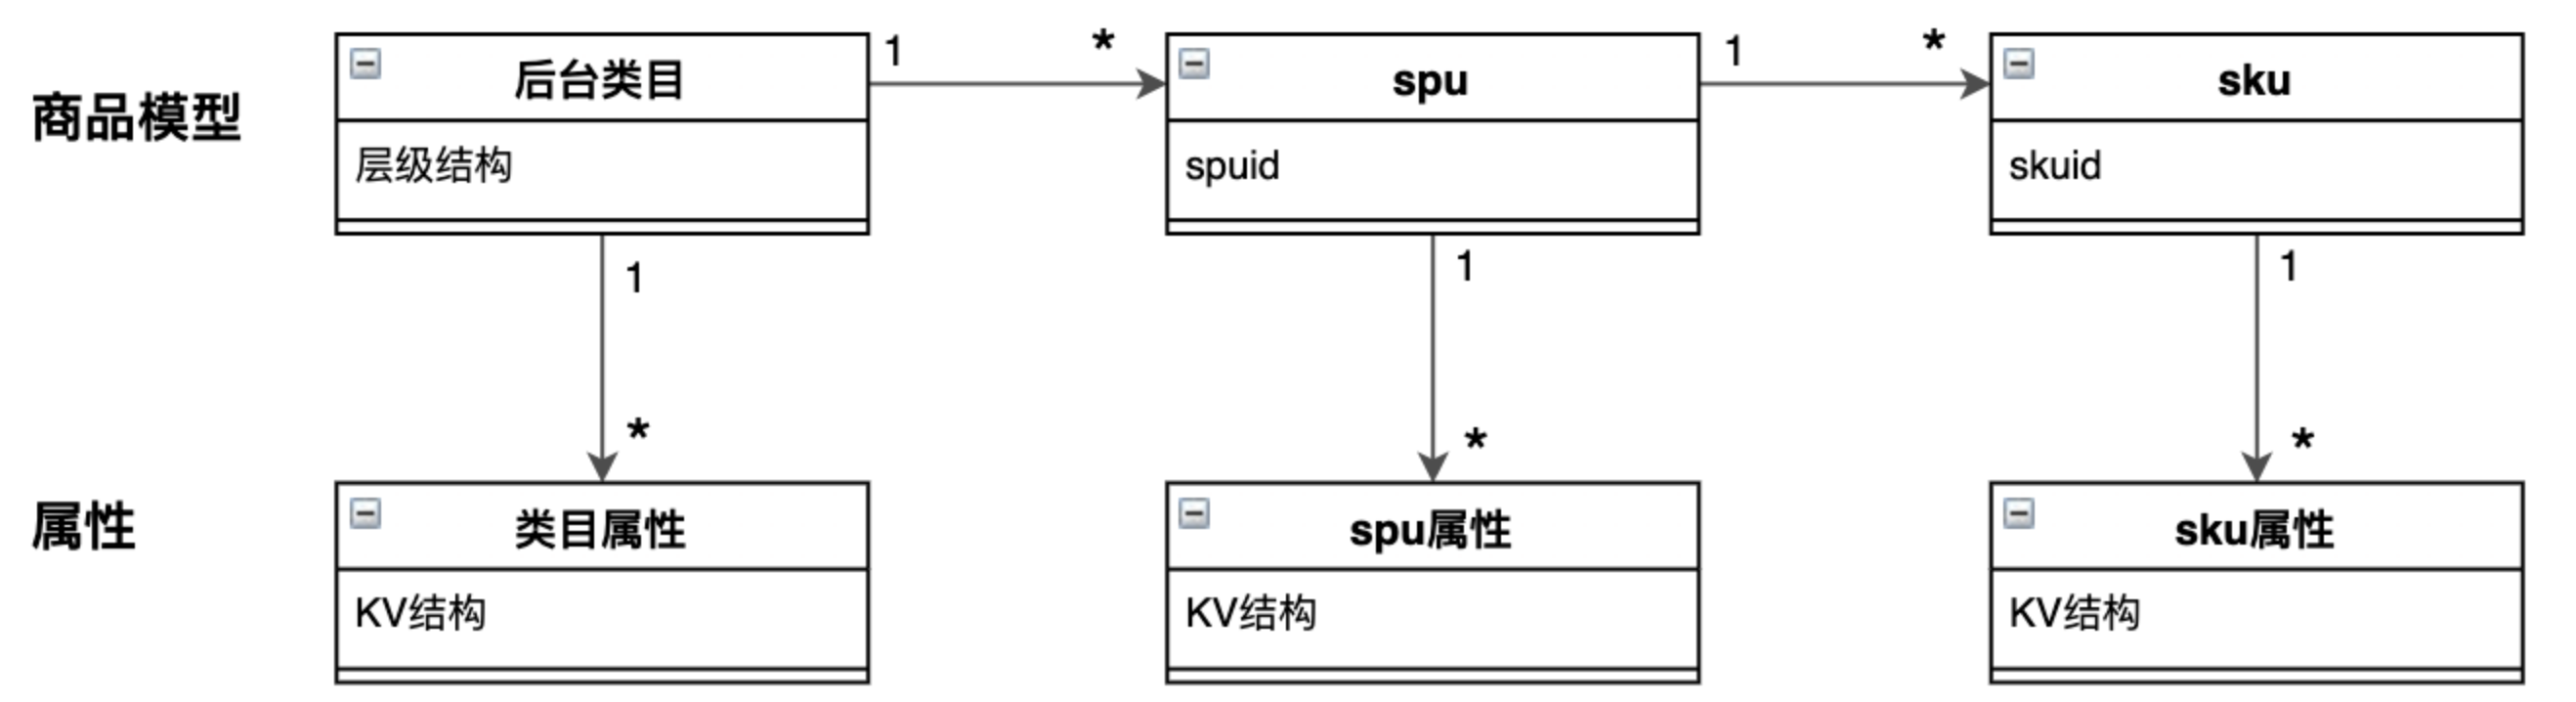 商品模型
后台类目
层级结构
1
*
spu
spuid
1
*
sku
skuid
1
*
1
*
1
*
属性
类目属性
KV结构
spu属性
KV结构
sku属性
KV结构